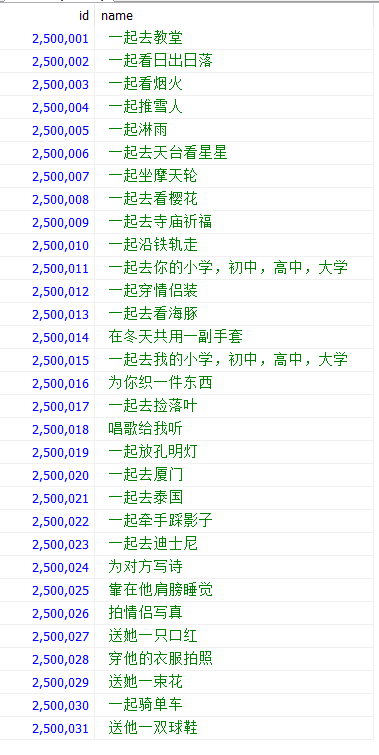 id name
2,500,001 一起去教堂
2,500,002 一起看日出日落
2,500,003 一起看烟火
2,500,004 一起推雪人
2,500,005 一起淋雨
2,500,006 一起去天台看星星
2,500,007 一起坐摩天轮
2,500,008 一起去看樱花
2,500,009 一起去寺庙祈福
2,500,010 一起沿铁轨走
2,500,011 一起去你的小学，初中，高中，大学
2,500,012 一起穿情侣装
2,500,013 一起去看海豚
2,500,014 在冬天共用一副手套
2,500,015 一起去我的小学，初中，高中，大学
2,500,016 为你织一件东西
2,500,017 一起去捡落叶
2,500,018 唱歌给我听
2,500,019 一起放孔明灯
2,500,020 一起去厦门
2,500,021 一起去泰国
2,500,022 一起牵手踩影子
2,500,023 一起去迪士尼
2,500,024 为对方写诗
2,500,025 靠在他肩膀睡觉
2,500,026 拍情侣写真
2,500,027 送她一只口红
2,500,028 穿他的衣服拍照
2,500,029 送她一束花
2,500,030 一起骑单车
2,500,031 送他一双球鞋